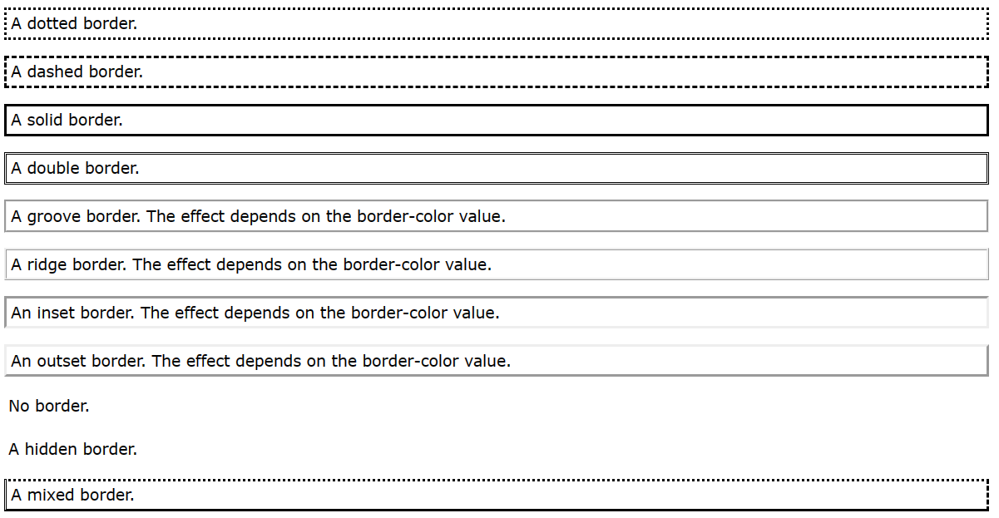 A dotted border.
A dashed border.
A solid border.
A double border.
A groove border. The effect depends on the border-color value.
A ridge border. The effect depends on the border-color value.
An inset border. The effect depends on the border-color value.
An outset border. The effect depends on the border-color value.
No border.
A hidden border.
A mixed border.